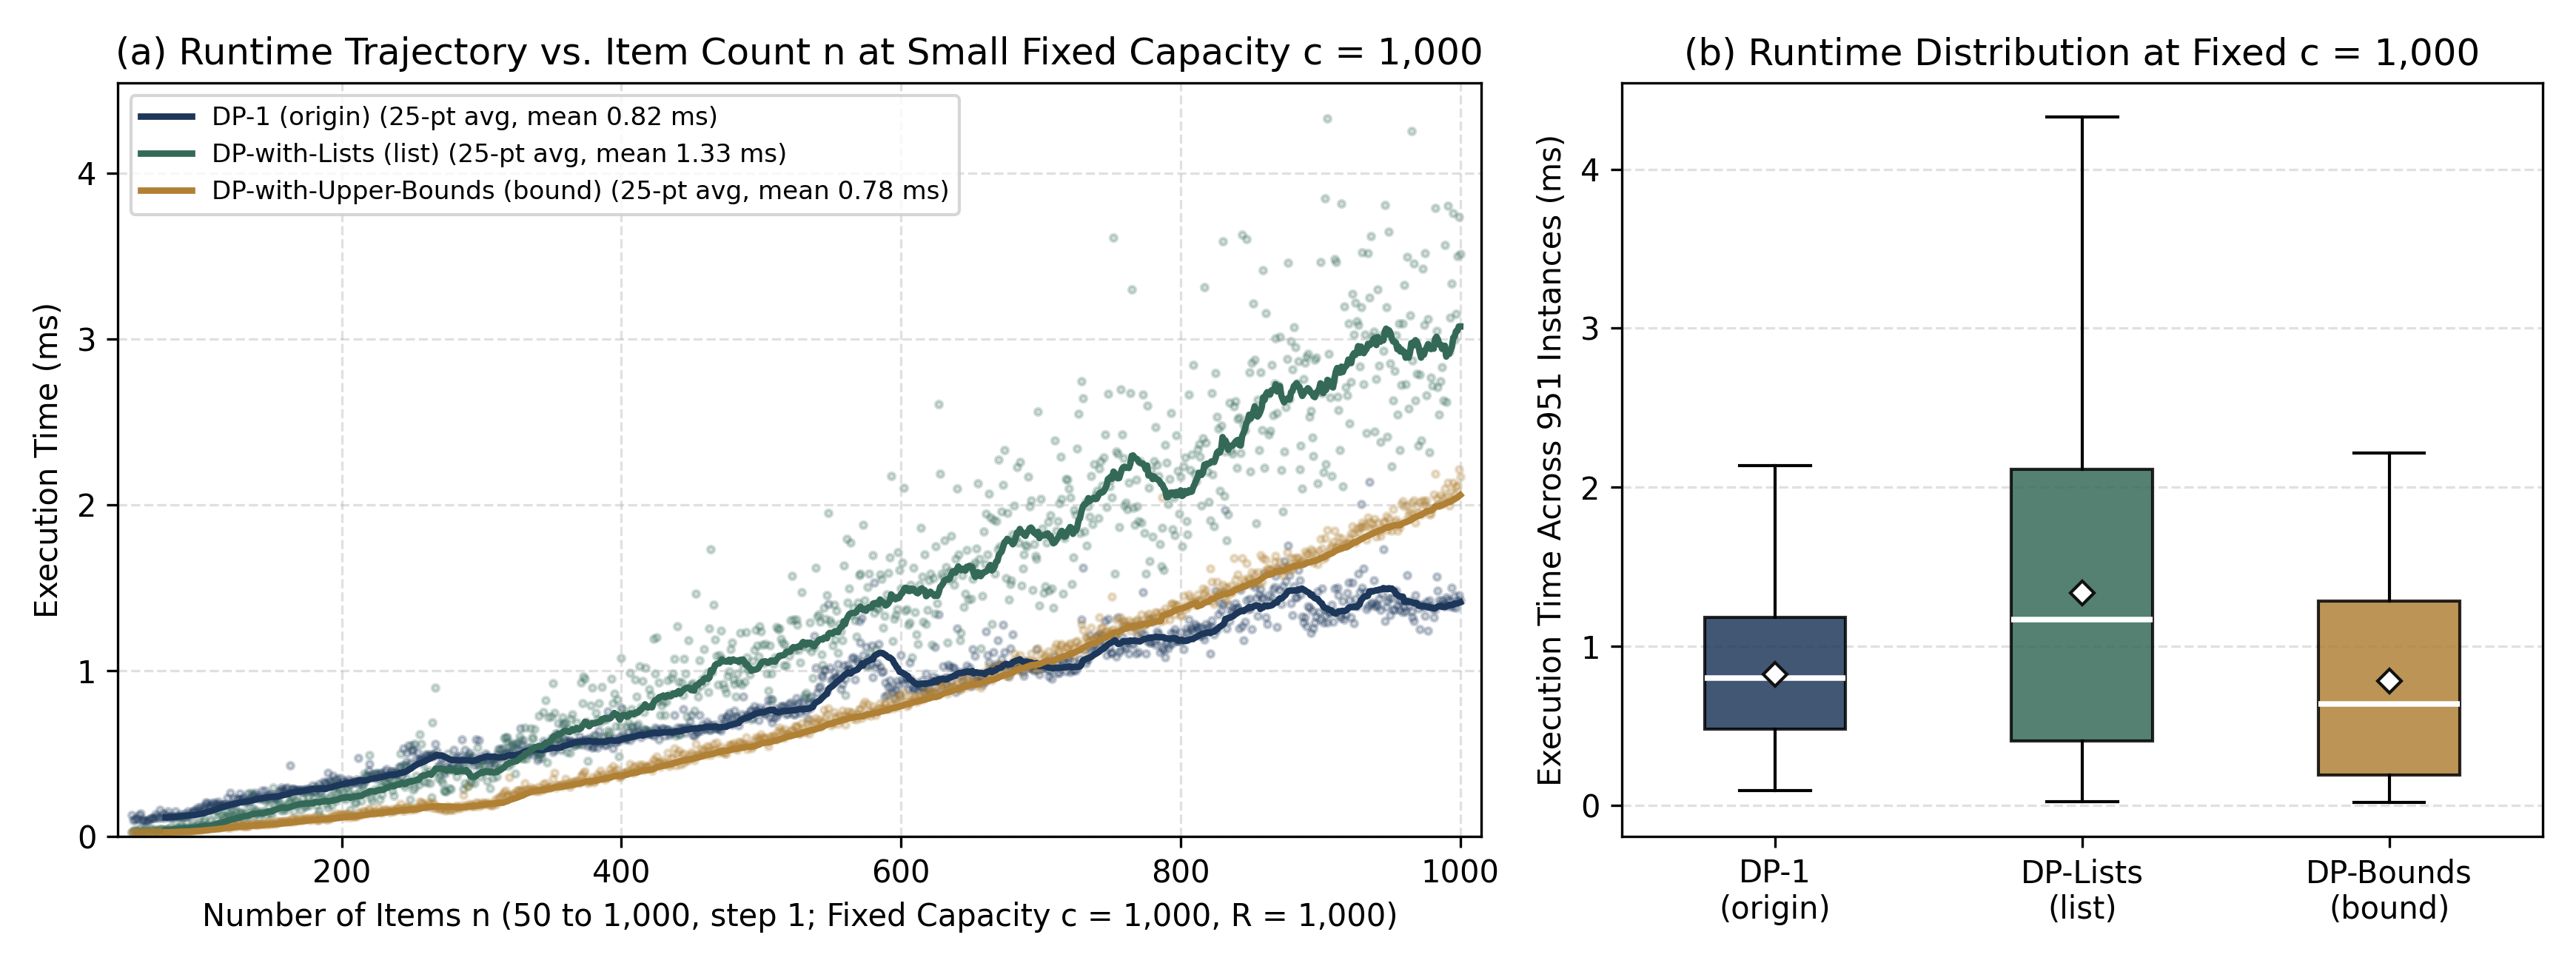 (a) Runtime Trajectory vs. Item Count n at Small Fixed Capacity c = 1,000
DP-1 (origin) (25-pt avg, mean 0.82 ms)
DP-with-Lists (list) (25-pt avg, mean 1.33 ms)
DP-with-Upper-Bounds (bound) (25-pt avg, mean 0.78 ms)
Execution Time (ms)
4
3
2
1
0
200 400 600 800 1000
Number of Items n (50 to 1,000, step 1; Fixed Capacity c = 1,000, R = 1,000)
(b) Runtime Distribution at Fixed c = 1,000
Execution Time Across 951 Instances (ms)
4
3
2
1
0
DP-1 DP-Lists DP-Bounds
(origin) (list) (bound)